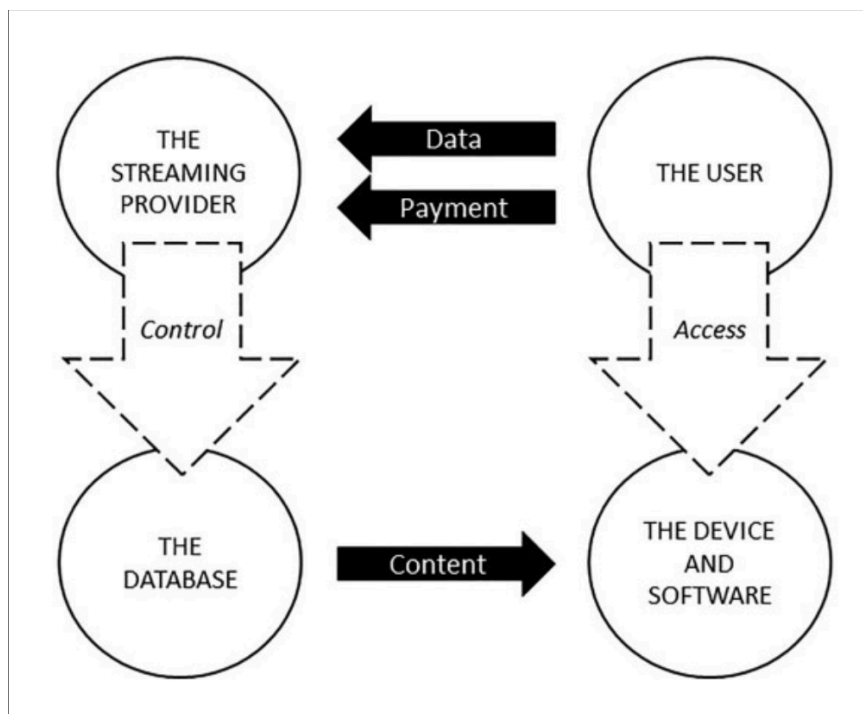 THE
STREAMING
PROVIDER
Data
Payment
THE USER
Control
Access
THE
DATABASE
Content
THE DEVICE
AND
SOFTWARE